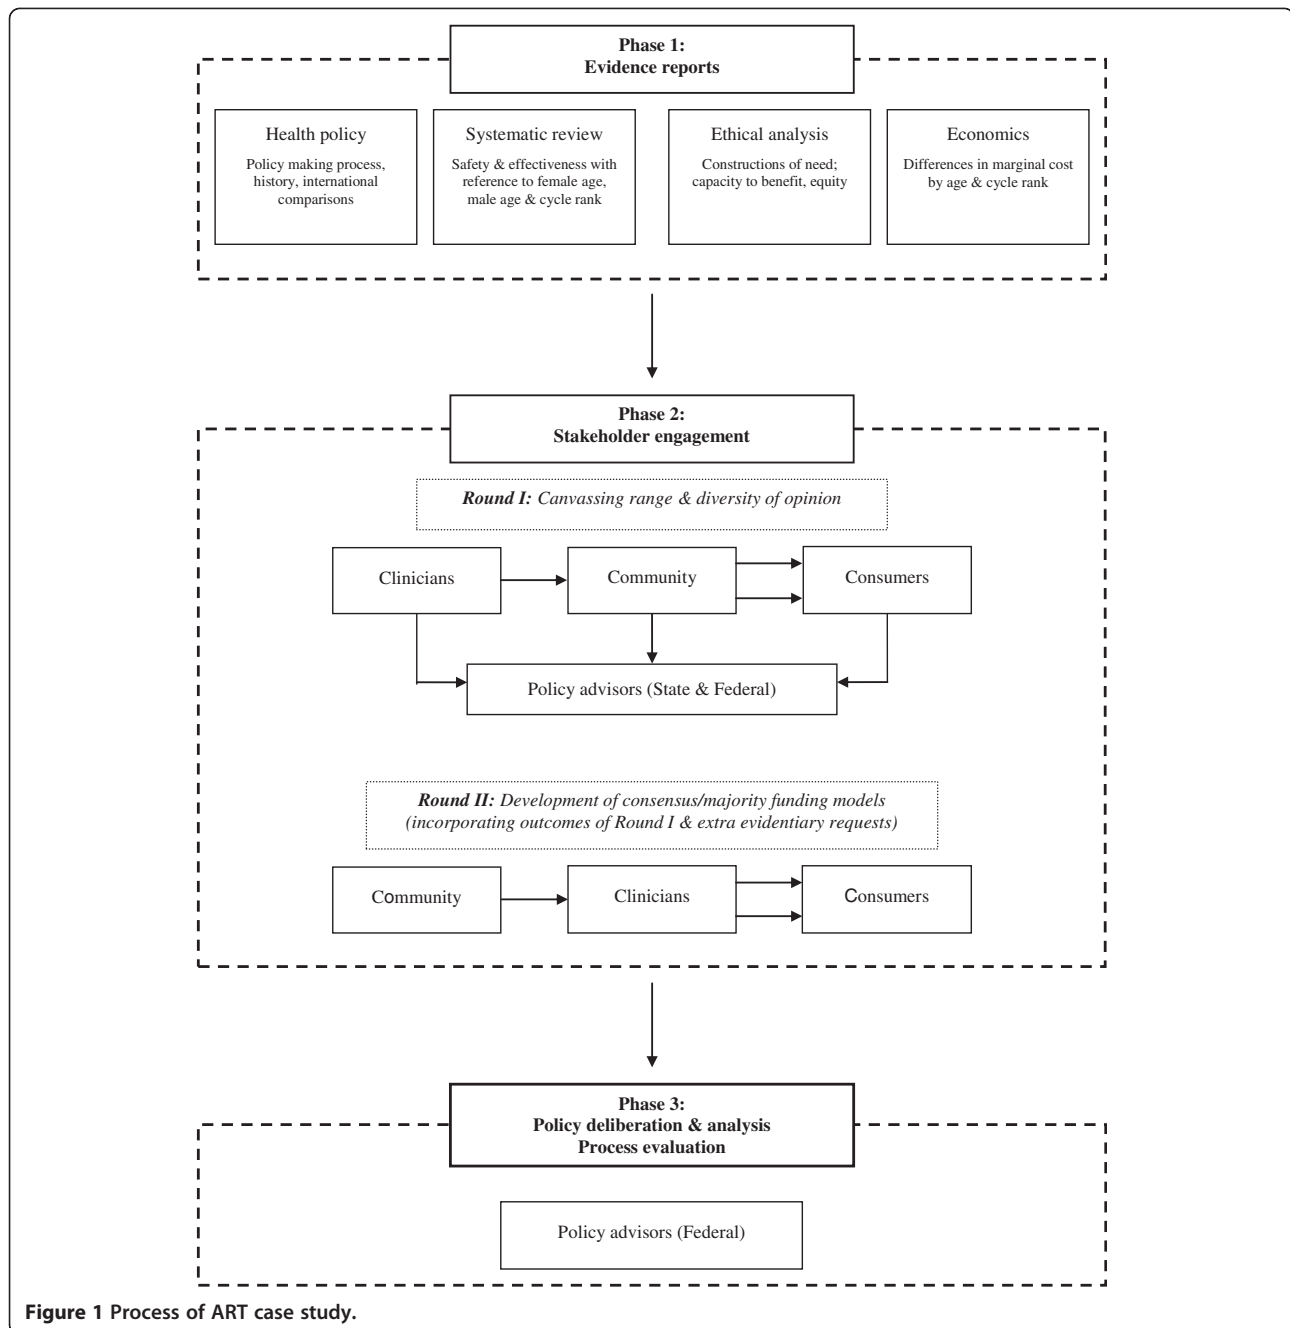 Phase 1:
Evidence reports
Health policy
Policy making process,
history, international
comparisons
Systematic review
Safety & effectiveness with
reference to female age,
male age & cycle rank
Ethical analysis
Constructions of need;
capacity to benefit, equity
Economics
Differences in marginal cost
by age & cycle rank
Phase 2:
Stakeholder engagement
Round I: Canvassing range & diversity of opinion
Clinicians
Community
Consumers
Policy advisors (State & Federal)
Round II: Development of consensus/majority funding models
(incorporating outcomes of Round I & extra evidentiary requests)
Community
Clinicians
Consumers
Phase 3:
Policy deliberation & analysis
Process evaluation
Policy advisors (Federal)
Figure 1 Process of ART case study.